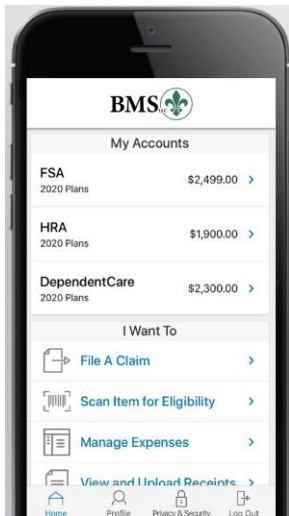 BMS LLC
My Accounts
FSA
2020 Plans
$2,499.00
HRA
2020 Plans
$1,900.00
DependentCare
2020 Plans
$2,300.00
I Want To
File A Claim
Scan Item for Eligibility
Manage Expenses
View and Upload Receipts
Home Profile Privacy & Security Log Out